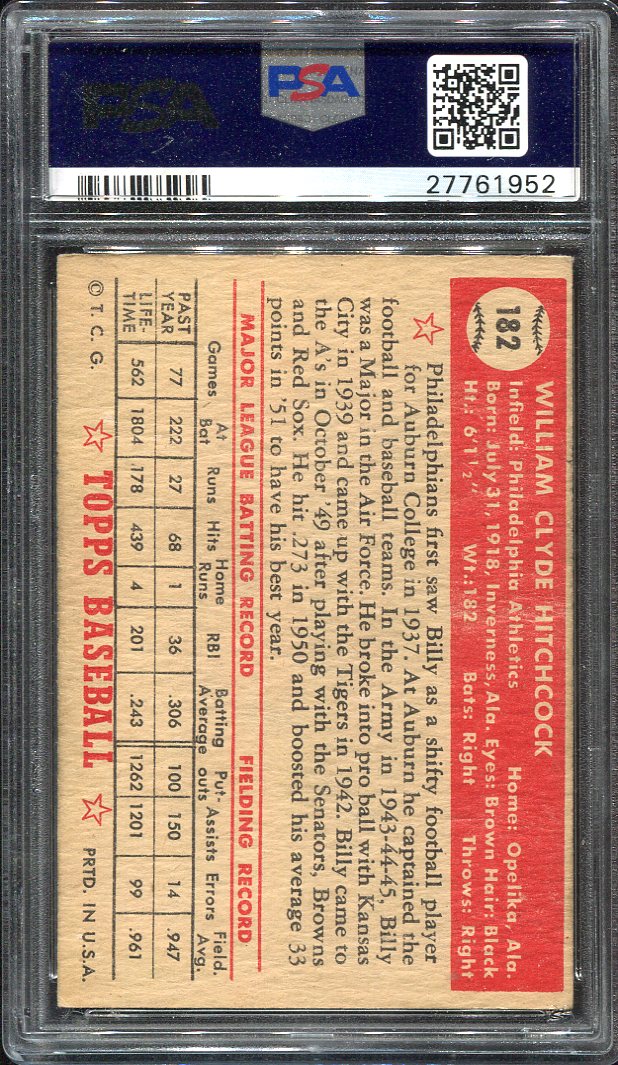 PSA
PSA
27761952
182
WILLIAM CLYDE HITCHCOCK
Infield: Philadelphia Athletics Home: Opelika, Ala.
Born: July 31, 1918, Inverness, Ala. Eyes: Brown Hair: Black
Ht.: 6'1½" Wt.: 182 Bats: Right Throws: Right
Philadelphians first saw Billy as a shifty football player
for Auburn College in 1937. At Auburn he captained the
football and baseball teams. In the Army in 1943-44-45, Billy
was a Major in the Air Force. He broke into pro ball with Kansas
City in 1939 and came up with the Tigers in 1942. Billy came to
the A's in October '49 after playing with the Senators, Browns
and Red Sox. He hit .273 in 1950 and boosted his average 33
points in '51 to have his best year.
MAJOR LEAGUE BATTING RECORD FIELDING RECORD
Games At Bat Runs Hits Home Runs RBI Batting Average Put-outs Assists Errors Field. Avg.
PAST YEAR 77 222 27 68 1 36 .306 100 150 14 .947
LIFE-TIME 562 1804 178 439 4 201 .243 1262 1201 99 .961
© T. C. G. TOPPS BASEBALL PRTD. IN U.S.A.